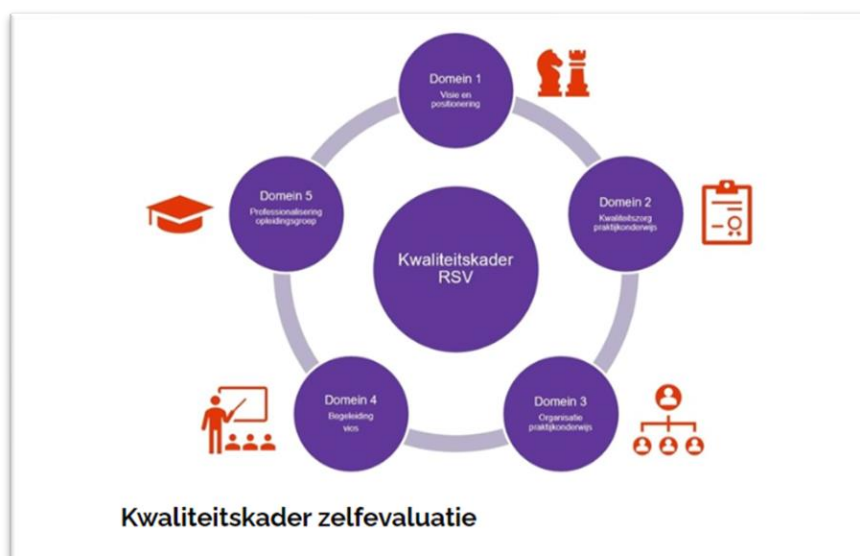 Domein 1
Visie en
positionering
Domein 2
Kwaliteitszorg
praktijkonderwijs
Domein 3
Organisatie
praktijkonderwijs
Domein 4
Begeleiding
vios
Domein 5
Professionalisering
opleidingsgroep
Kwaliteitskader
RSV
Kwaliteitskader zelfevaluatie